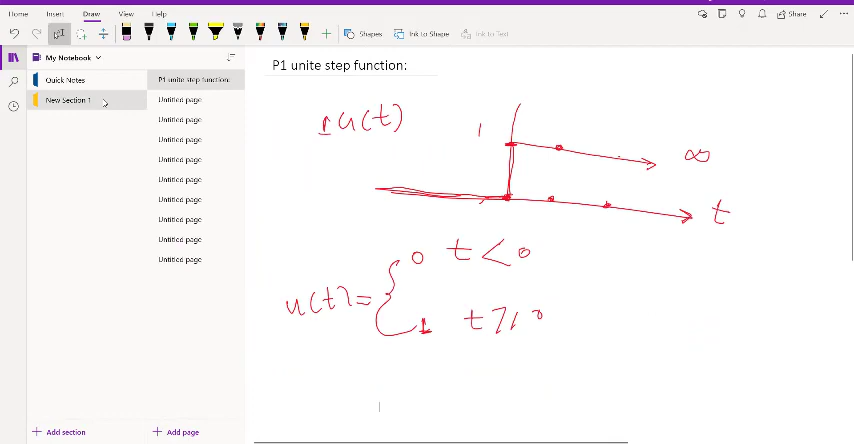 Home Insert Draw View Help
Share
Shapes Ink to Shape Ink to Text
My Notebook
Quick Notes
New Section 1
P1 unite step function:
Untitled page
Untitled page
Untitled page
Untitled page
Untitled page
Untitled page
Untitled page
Untitled page
Untitled page
Add section
Add page
P1 unite step function:
1 u(t)
1
∞
t
0 t < 0
u(t) = {
1 t ≥ 0